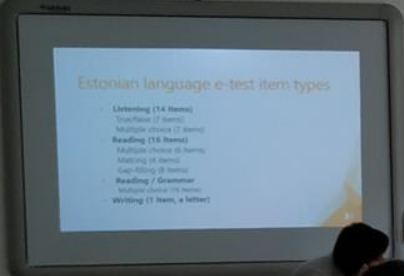 Estonian language e-test item types
Listening (14 items)
True/false (7 items)
Multiple choice (7 items)
Reading (18 items)
Multiple choice (6 items)
Matching (4 items)
Gap-filling (8 items)
Reading / Grammar
Multiple choice (15 items)
Writing (1 item, a letter)